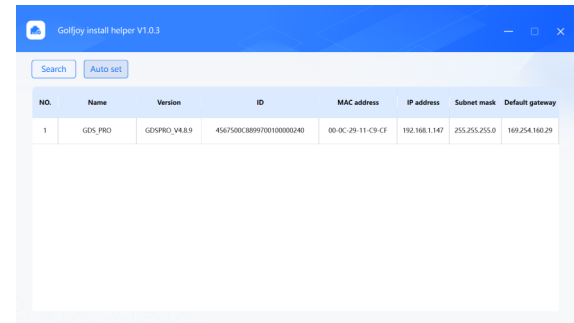 Golfjoy install helper V1.0.3
Search Auto set
NO. Name Version ID MAC address IP address Subnet mask Default gateway
1 GDS_PRO GDSPRO_V4.8.9 4567500C8899700100000240 00-0C-29-11-C9-CF 192.168.1.147 255.255.255.0 169.254.160.29